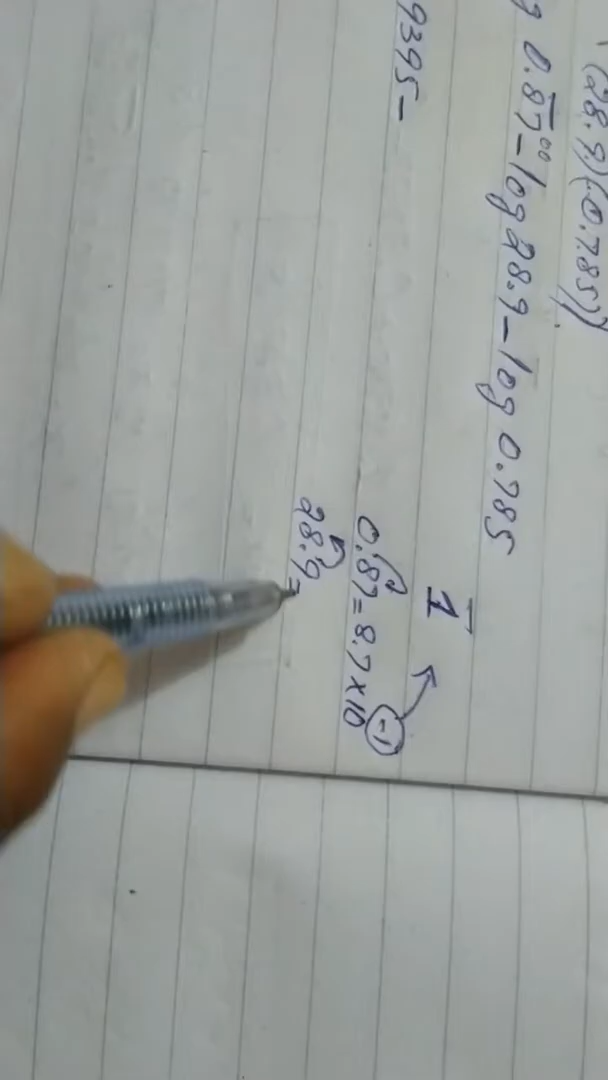 (28.9)(0.785)
0.8700 - log 28.9 - log 0.785
9395 -
1̄
0.87 = 8.7 × 10⁻¹
28.9 =